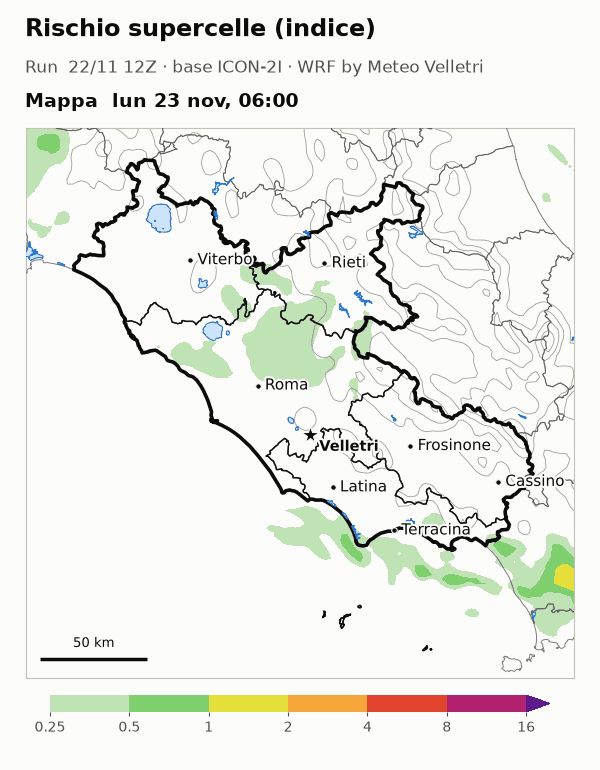 Rischio supercelle (indice)
Run  22/11 12Z · base ICON-2I · WRF by Meteo Velletri
Mappa  lun 23 nov, 06:00
Viterbo
Rieti
Roma
Velletri
Frosinone
Cassino
Latina
Terracina
50 km
0.25 0.5 1 2 4 8 16